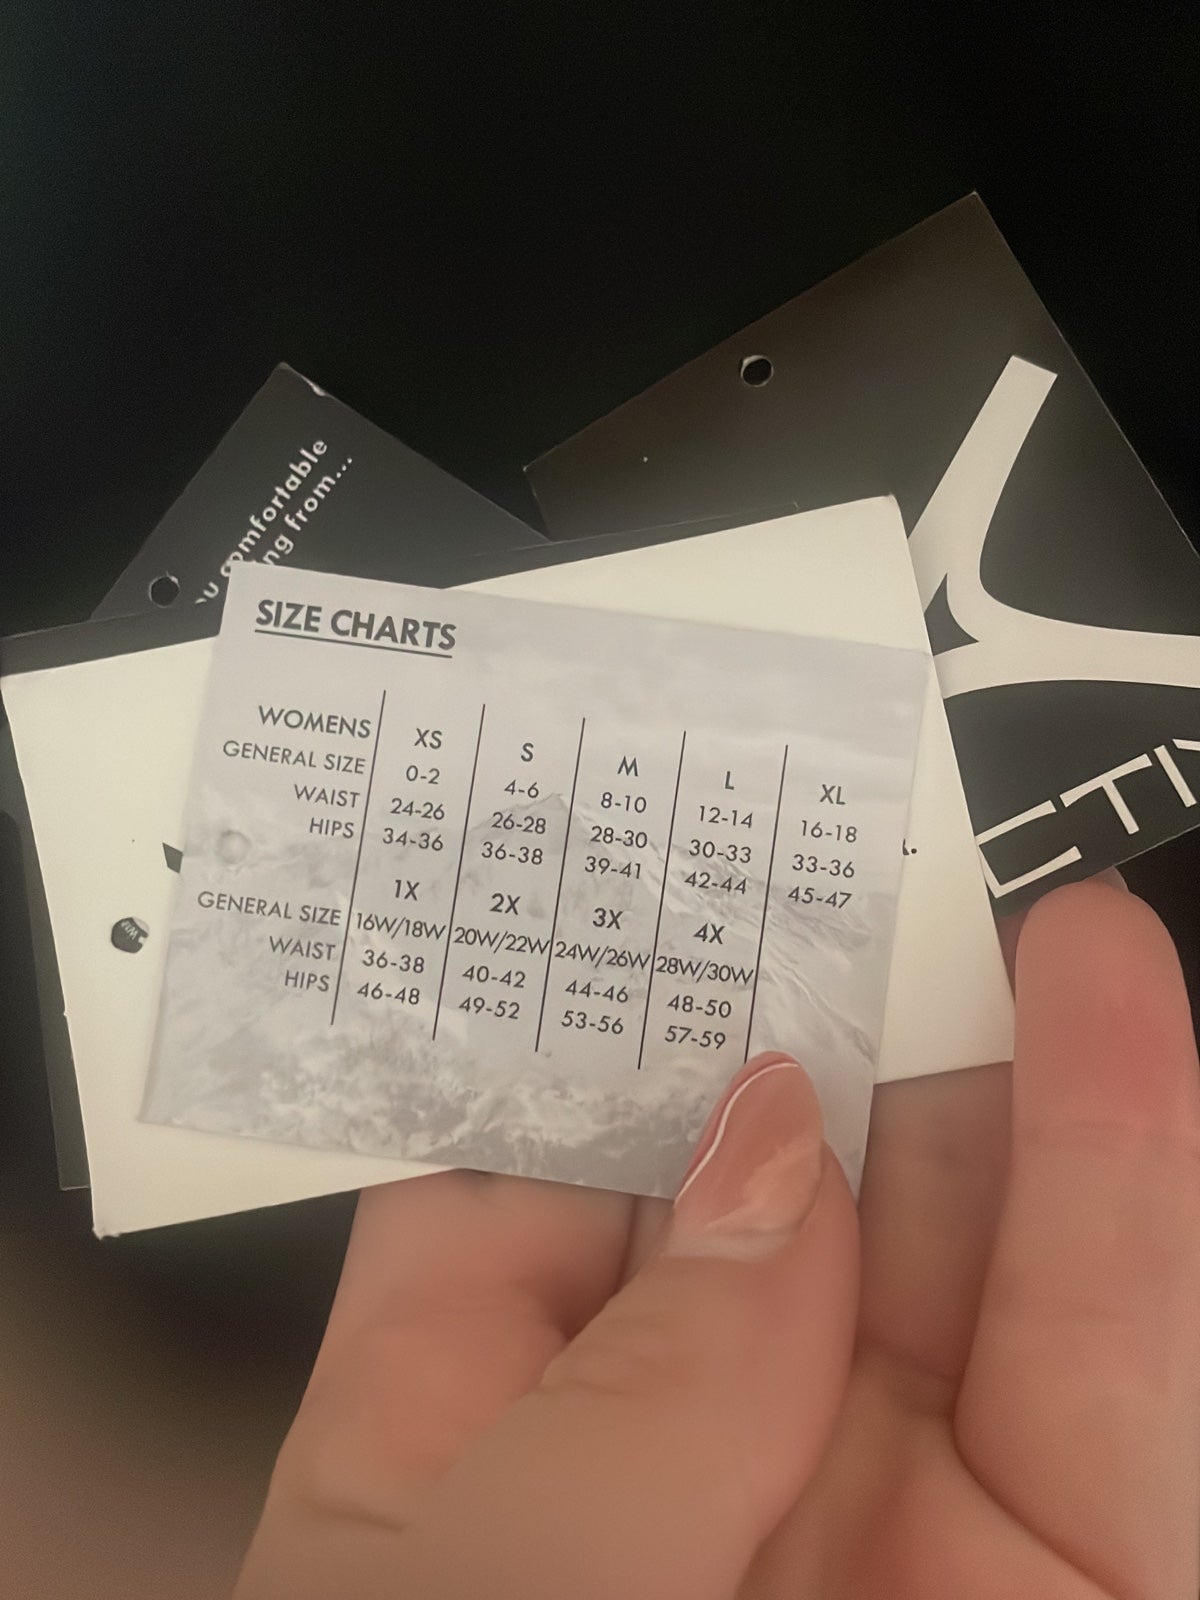 comfortable
ng from...
SIZE CHARTS
WOMENS XS S M L XL
GENERAL SIZE 0-2 4-6 8-10 12-14 16-18
WAIST 24-26 26-28 28-30 30-33 33-36
HIPS 34-36 36-38 39-41 42-44 45-47
1X 2X 3X 4X
GENERAL SIZE 16W/18W 20W/22W 24W/26W 28W/30W
WAIST 36-38 40-42 44-46 48-50
HIPS 46-48 49-52 53-56 57-59
CTI